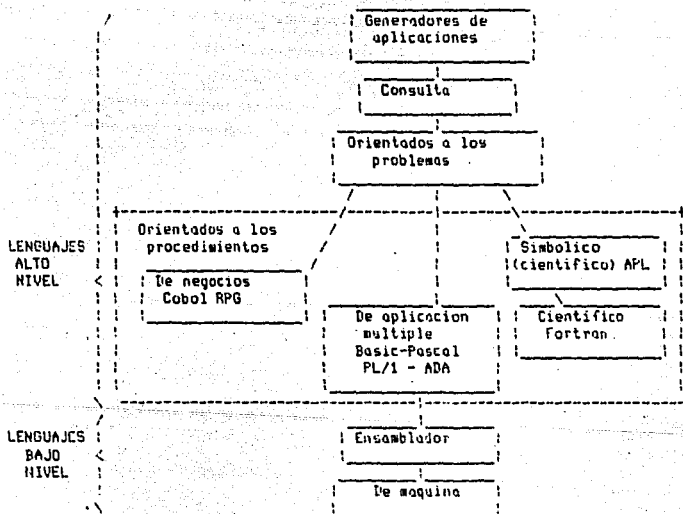 Generadores de
aplicaciones
Consulta
Orientados a los
problemas
LENGUAJES
ALTO
NIVEL
Orientados a los
procedimientos
De negocios
Cobol RPG
De aplicacion
multiple
Basic-Pascal
PL/1 - ADA
Simbolico
(cientifico) APL
Cientifico
Fortran
LENGUAJES
BAJO
NIVEL
Ensamblador
De maquina